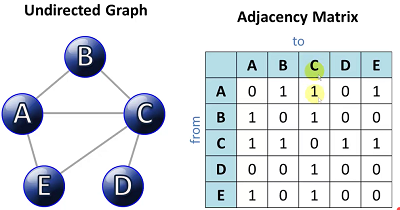 Undirected Graph
B
A
C
E
D
Adjacency Matrix
to
from
A B C D E
A 0 1 1 0 1
B 1 0 1 0 0
C 1 1 0 1 1
D 0 0 1 0 0
E 1 0 1 0 0